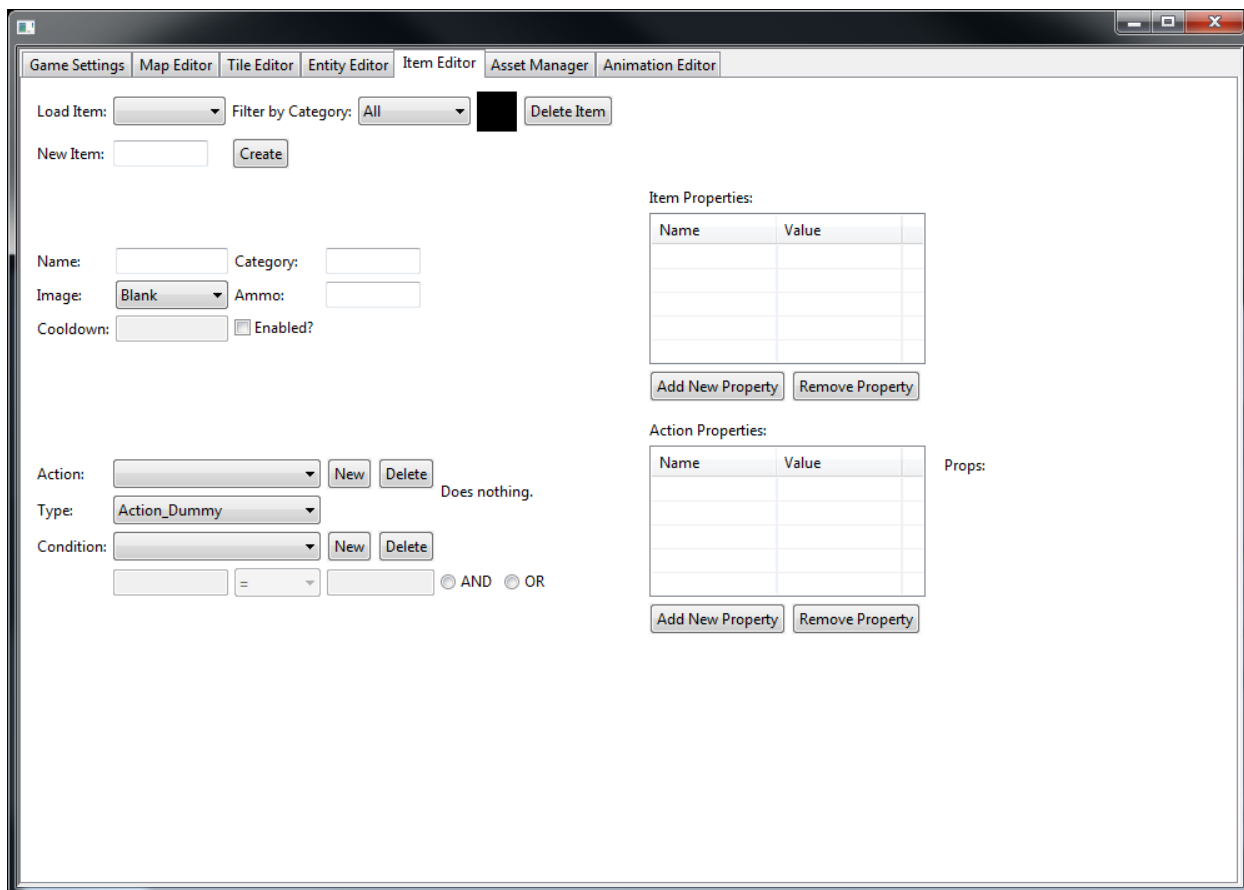 Game Settings Map Editor Tile Editor Entity Editor Item Editor Asset Manager Animation Editor
Load Item: Filter by Category: All Delete Item
New Item: Create
Item Properties:
Name Value
Name: Category:
Image: Blank Ammo:
Cooldown: Enabled?
Add New Property Remove Property
Action Properties:
Name Value Props:
Action: New Delete
Does nothing.
Type: Action_Dummy
Condition: New Delete
= AND OR
Add New Property Remove Property